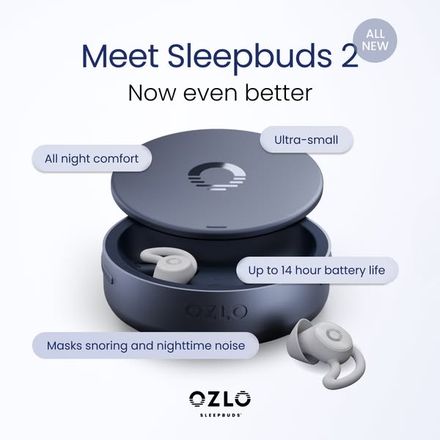 ALL
NEW
Meet Sleepbuds 2
Now even better
Ultra-small
All night comfort
Up to 14 hour battery life
OZLO
Masks snoring and nighttime noise
OZLO
SLEEPBUDS